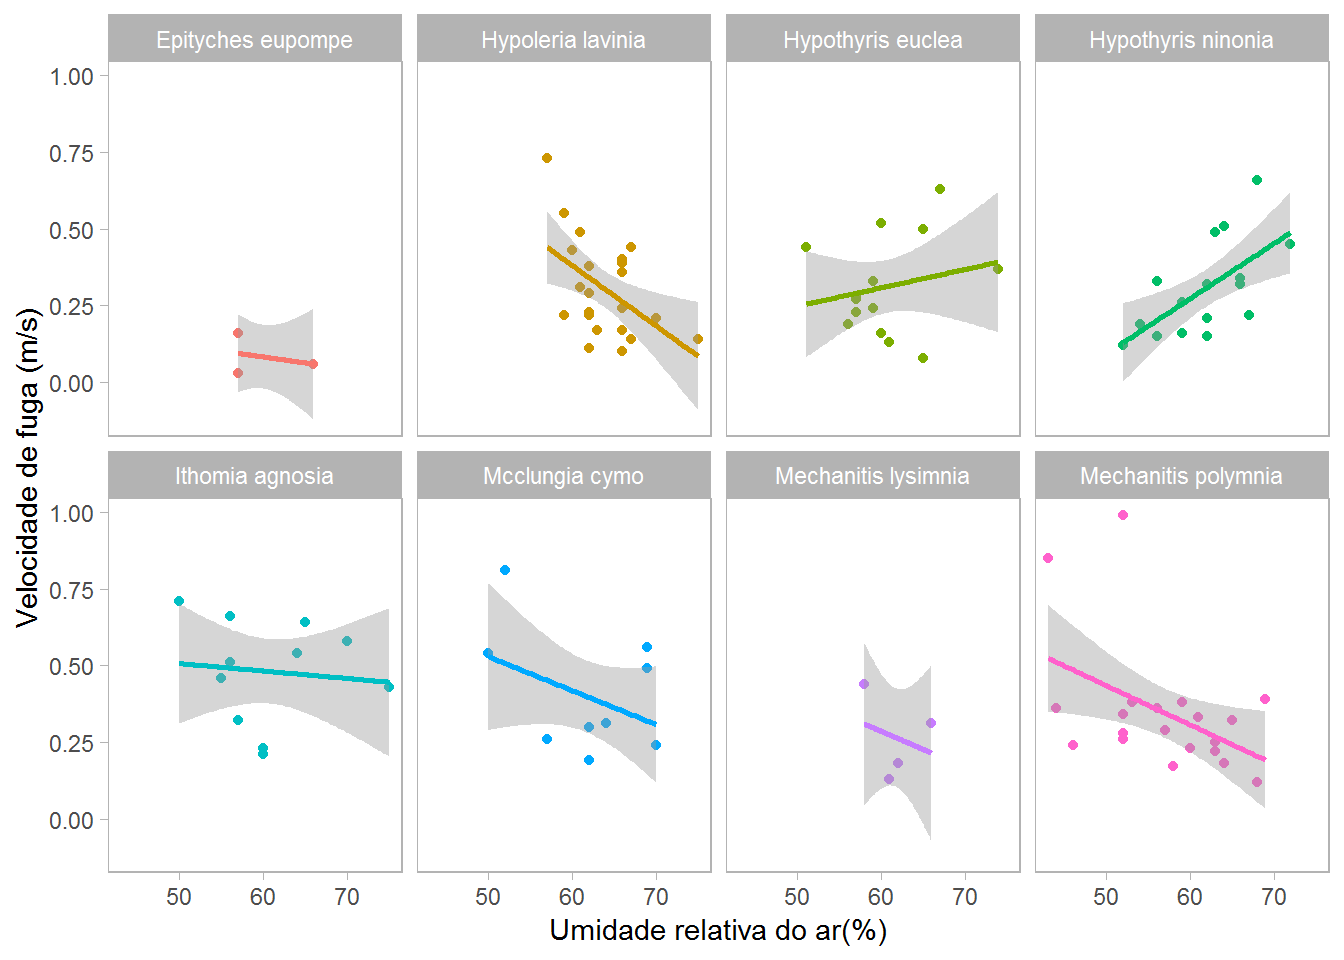 Epityches eupompe
Hypoleria lavinia
Hypothyris euclea
Hypothyris ninonia
1.00
0.75
0.50
0.25
0.00
Ithomia agnosia
Mcclungia cymo
Mechanitis lysimnia
Mechanitis polymnia
1.00
0.75
0.50
0.25
0.00
50 60 70
50 60 70
50 60 70
50 60 70
Umidade relativa do ar(%)
Velocidade de fuga (m/s)